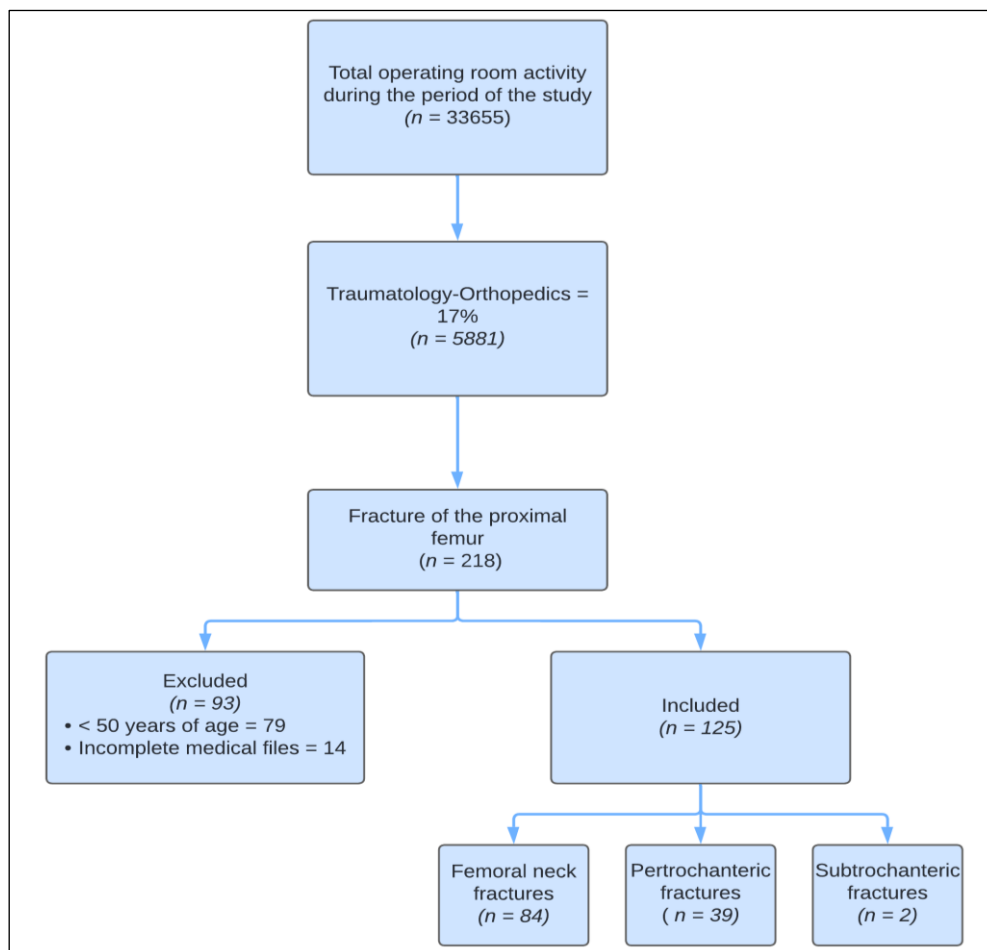 Total operating room activity
during the period of the study
(n = 33655)
Traumatology-Orthopedics =
17%
(n = 5881)
Fracture of the proximal
femur
(n = 218)
Excluded
(n = 93)
• < 50 years of age = 79
• Incomplete medical files = 14
Included
(n = 125)
Femoral neck
fractures
(n = 84)
Pertrochanteric
fractures
( n = 39)
Subtrochanteric
fractures
(n = 2)